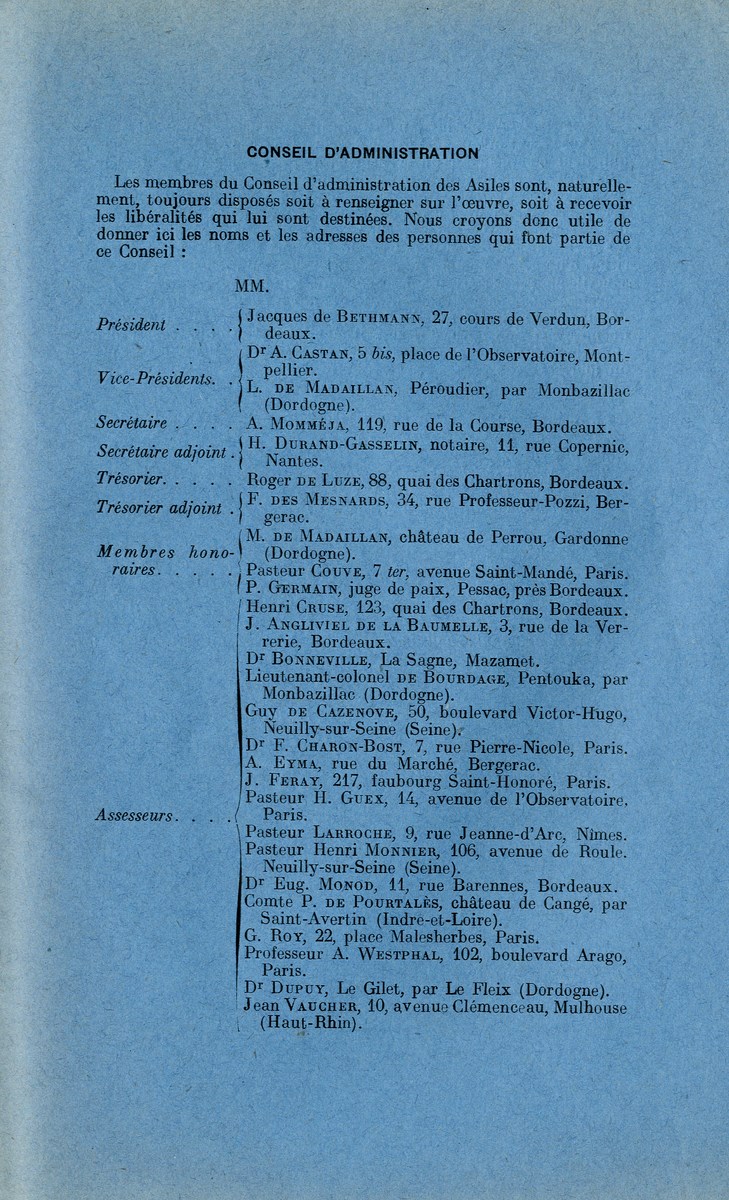 CONSEIL D'ADMINISTRATION
Les membres du Conseil d'administration des Asiles sont, naturelle-
ment, toujours disposés soit à renseigner sur l'œuvre, soit à recevoir
les libéralités qui lui sont destinées. Nous croyons donc utile de
donner ici les noms et les adresses des personnes qui font partie de
ce Conseil :
MM.
Président . . . . Jacques de BETHMANN, 27, cours de Verdun, Bor-
deaux.
Vice-Présidents. . Dr A. CASTAN, 5 bis, place de l'Observatoire, Mont-
pellier.
L. DE MADAILLAN, Péroudier, par Monbazillac
(Dordogne).
Secrétaire . . . . A. MOMMÉJA, 119, rue de la Course, Bordeaux.
Secrétaire adjoint . H. DURAND-GASSELIN, notaire, 11, rue Copernic,
Nantes.
Trésorier. . . . . Roger DE LUZE, 88, quai des Chartrons, Bordeaux.
Trésorier adjoint . F. DES MESNARDS, 34, rue Professeur-Pozzi, Ber-
gerac.
M. DE MADAILLAN, château de Perrou, Gardonne
Membres hono- (Dordogne).
raires. . . . . Pasteur COUVE, 7 ter, avenue Saint-Mandé, Paris.
P. GERMAIN, juge de paix, Pessac, près Bordeaux.
Henri CRUSE, 123, quai des Chartrons, Bordeaux.
J. ANGLIVIEL DE LA BAUMELLE, 3, rue de la Ver-
rerie, Bordeaux.
Dr BONNEVILLE, La Sagne, Mazamet.
Lieutenant-colonel DE BOURDAGE, Pentouka, par
Monbazillac (Dordogne).
Guy DE CAZENOVE, 50, boulevard Victor-Hugo,
Neuilly-sur-Seine (Seine).
Dr F. CHARON-BOST, 7, rue Pierre-Nicole, Paris.
A. EYMA, rue du Marché, Bergerac.
J. FERAY, 217, faubourg Saint-Honoré, Paris.
Pasteur H. GUEX, 14, avenue de l'Observatoire,
Assesseurs. . . . Paris.
Pasteur LARROCHE, 9, rue Jeanne-d'Arc, Nîmes.
Pasteur Henri MONNIER, 106, avenue de Roule.
Neuilly-sur-Seine (Seine).
Dr Eug. MONOD, 11, rue Barennes, Bordeaux.
Comte P. DE POURTALÈS, château de Cangé, par
Saint-Avertin (Indre-et-Loire).
G. ROY, 22, place Malesherbes, Paris.
Professeur A. WESTPHAL, 102, boulevard Arago,
Paris.
Dr DUPUY, Le Gilet, par Le Fleix (Dordogne).
Jean VAUCHER, 10, avenue Clémenceau, Mulhouse
(Haut-Rhin).